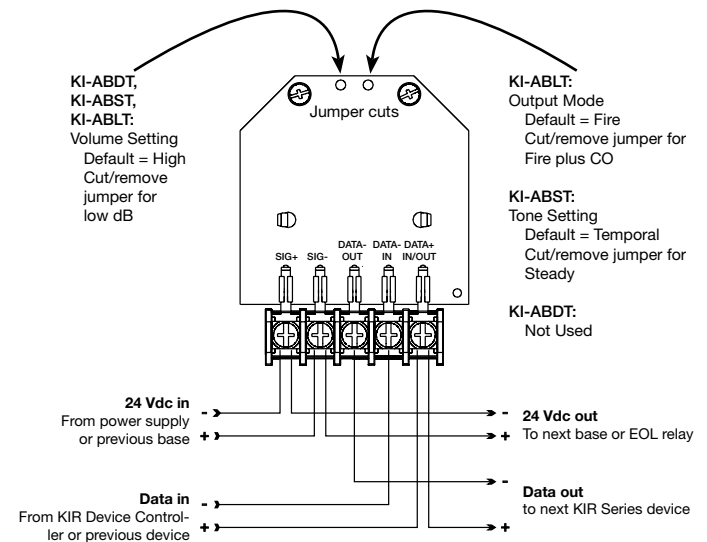 KI-ABDT,
KI-ABST,
KI-ABLT:
Volume Setting
Default = High
Cut/remove
jumper for
low dB
Jumper cuts
KI-ABLT:
Output Mode
Default = Fire
Cut/remove jumper for
Fire plus CO
KI-ABST:
Tone Setting
Default = Temporal
Cut/remove jumper for
Steady
KI-ABDT:
Not Used
SIG+ SIG- DATA- OUT DATA- IN DATA+ IN/OUT
24 Vdc in
From power supply
or previous base
-
+
-
+
24 Vdc out
To next base or EOL relay
Data in
From KIR Device Control-
ler or previous device
-
+
-
+
Data out
to next KIR Series device